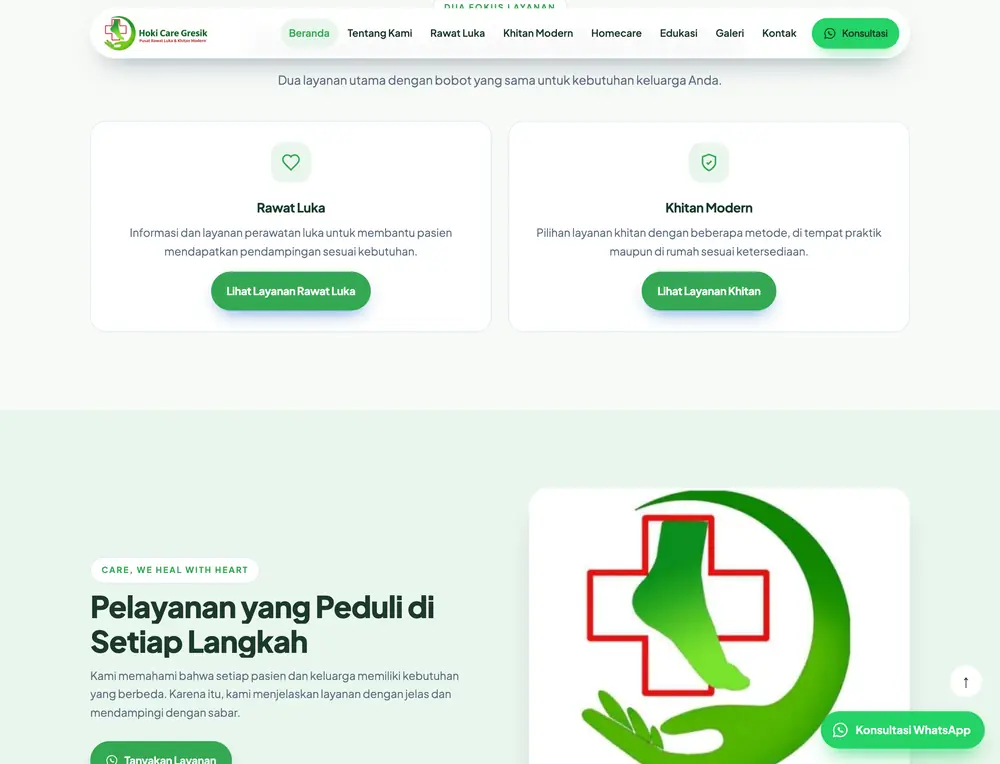 DUA FOKUS LAYANAN
Hoki Care Gresik
Pusat Rawat Luka & Khitan Modern
Beranda
Tentang Kami
Rawat Luka
Khitan Modern
Homecare
Edukasi
Galeri
Kontak
Konsultasi
Dua layanan utama dengan bobot yang sama untuk kebutuhan keluarga Anda.
Rawat Luka
Informasi dan layanan perawatan luka untuk membantu pasien
mendapatkan pendampingan sesuai kebutuhan.
Lihat Layanan Rawat Luka
Khitan Modern
Pilihan layanan khitan dengan beberapa metode, di tempat praktik
maupun di rumah sesuai ketersediaan.
Lihat Layanan Khitan
CARE, WE HEAL WITH HEART
Pelayanan yang Peduli di
Setiap Langkah
Kami memahami bahwa setiap pasien dan keluarga memiliki kebutuhan
yang berbeda. Karena itu, kami menjelaskan layanan dengan jelas dan
mendampingi dengan sabar.
Tanyakan Layanan
↑
Konsultasi WhatsApp